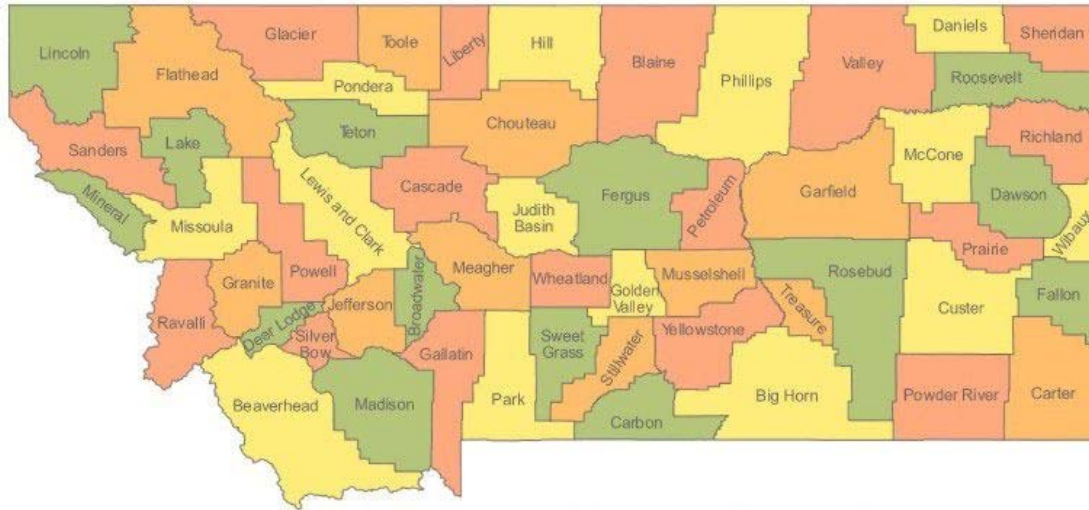 Lincoln
Flathead
Glacier
Toole
Liberty
Hill
Blaine
Phillips
Valley
Daniels
Sheridan
Roosevelt
Pondera
Teton
Chouteau
Sanders
Lake
Richland
McCone
Dawson
Mineral
Missoula
Lewis and Clark
Cascade
Judith
Basin
Fergus
Petroleum
Garfield
Wibaux
Prairie
Powell
Granite
Meagher
Broadwater
Wheatland
Golden
Valley
Musselshell
Rosebud
Treasure
Custer
Fallon
Ravalli
Deer Lodge
Jefferson
Silver
Bow
Gallatin
Sweet
Grass
Stillwater
Yellowstone
Beaverhead
Madison
Park
Carbon
Big Horn
Powder River
Carter